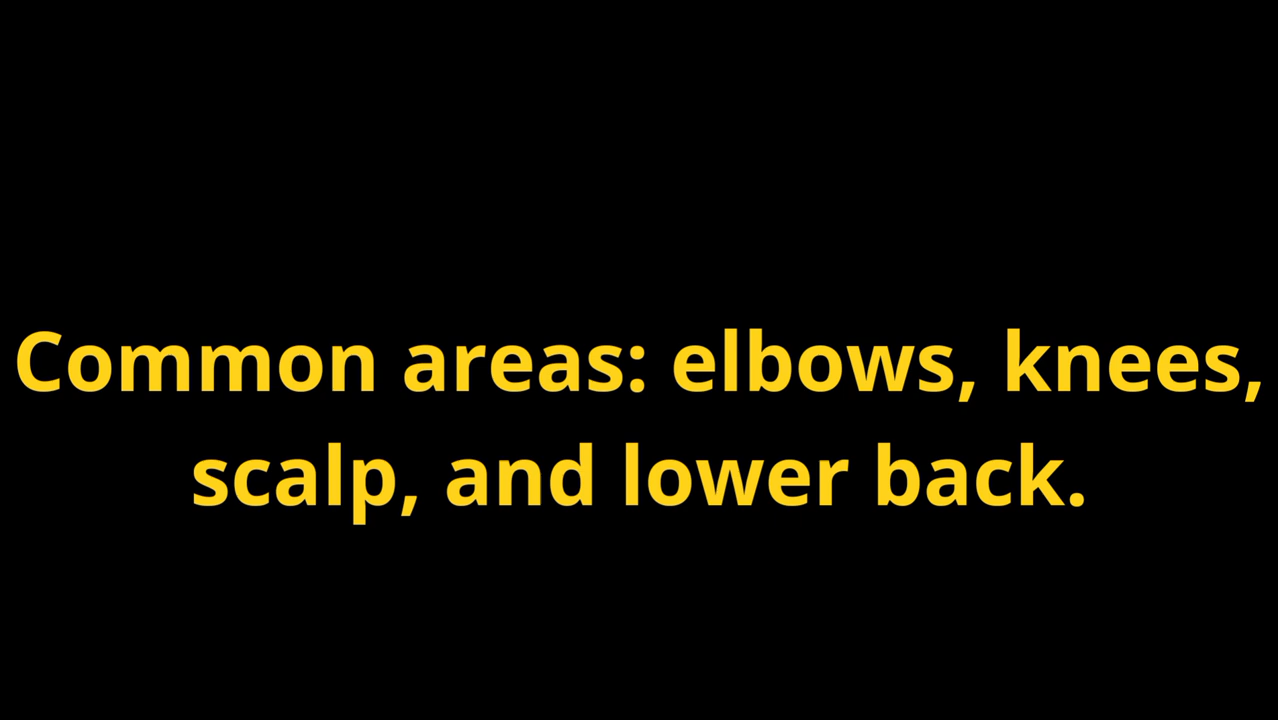 Common areas: elbows, knees,
scalp, and lower back.